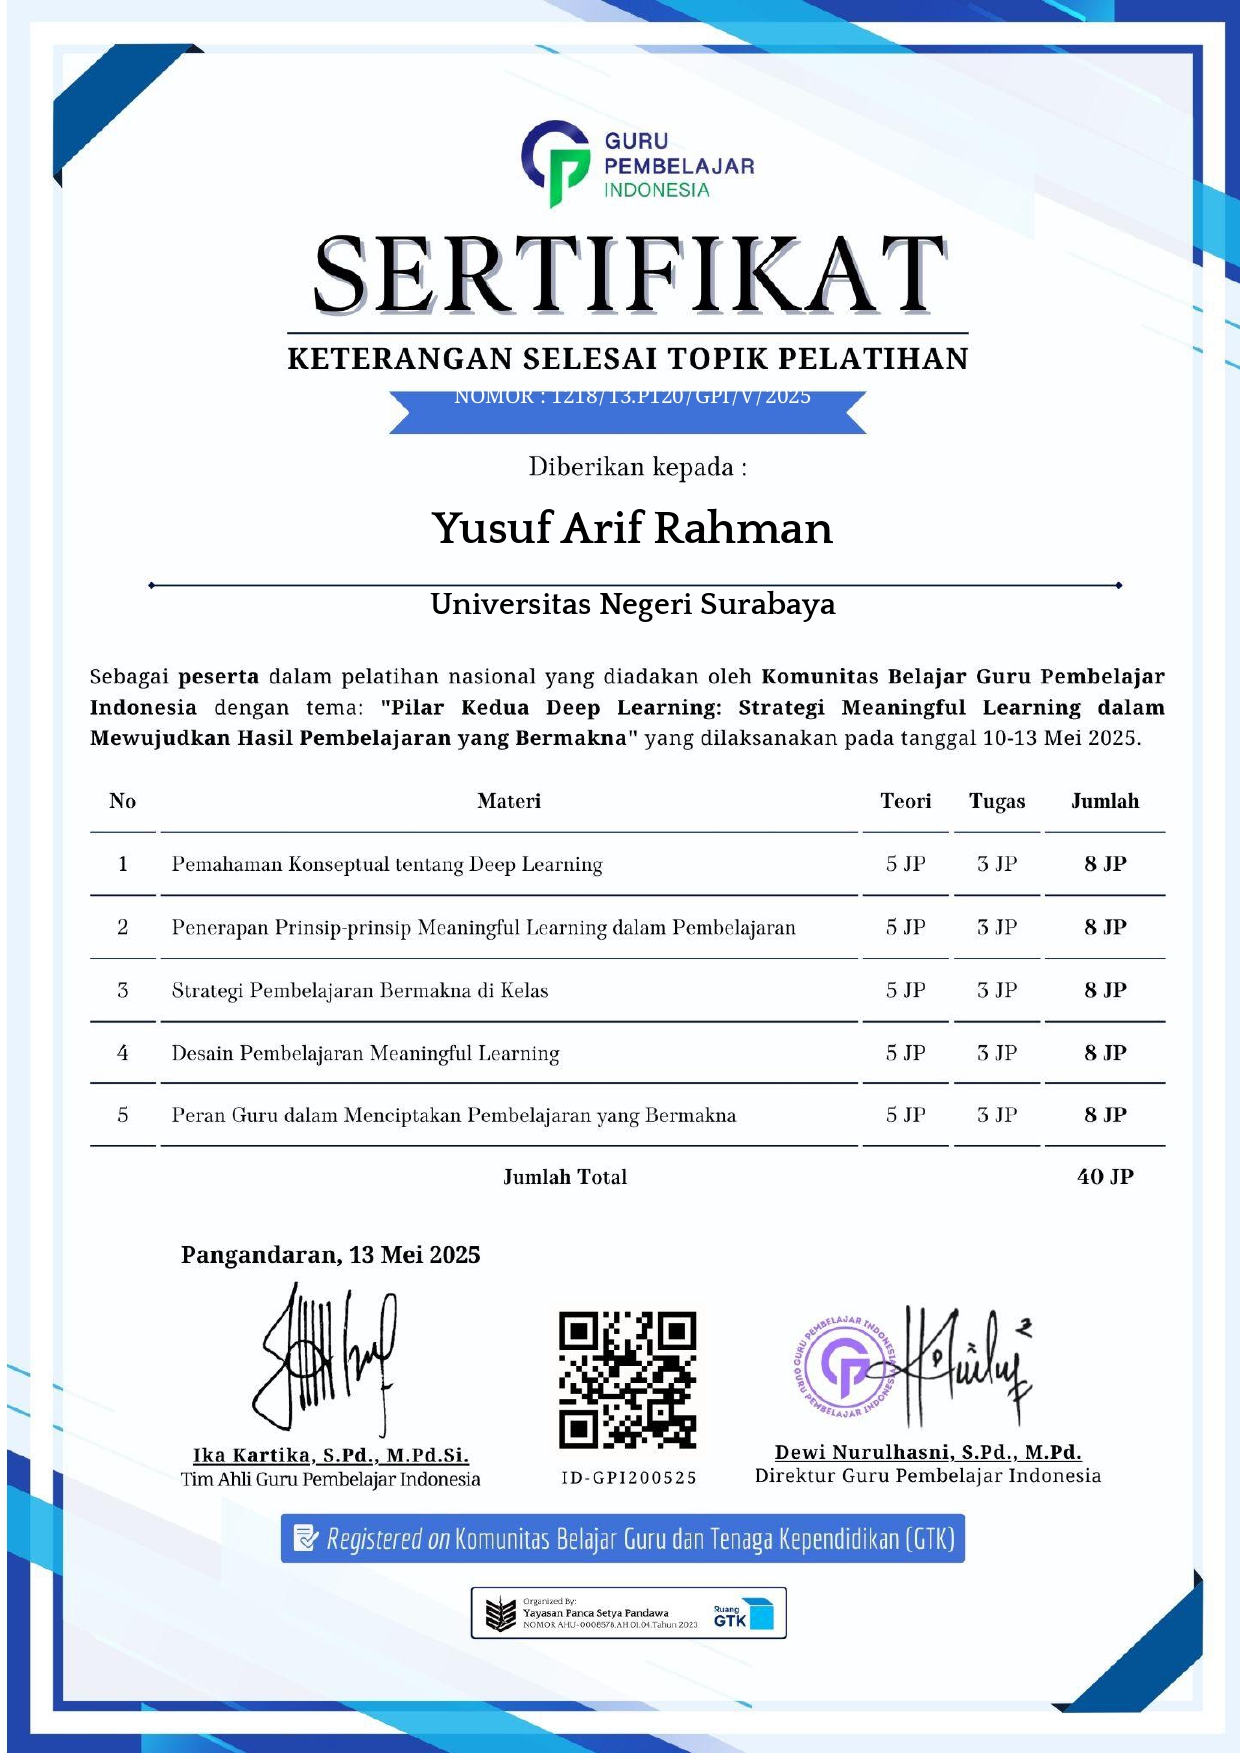 GURU
PEMBELAJAR
INDONESIA
SERTIFIKAT
KETERANGAN SELESAI TOPIK PELATIHAN
NOMOR : 1218/13.P120/GPI/V/2025
Diberikan kepada :
Yusuf Arif Rahman
Universitas Negeri Surabaya
Sebagai peserta dalam pelatihan nasional yang diadakan oleh Komunitas Belajar Guru Pembelajar
Indonesia dengan tema: "Pilar Kedua Deep Learning: Strategi Meaningful Learning dalam
Mewujudkan Hasil Pembelajaran yang Bermakna" yang dilaksanakan pada tanggal 10-13 Mei 2025.
No Materi Teori Tugas Jumlah
1 Pemahaman Konseptual tentang Deep Learning 5 JP 3 JP 8 JP
2 Penerapan Prinsip-prinsip Meaningful Learning dalam Pembelajaran 5 JP 3 JP 8 JP
3 Strategi Pembelajaran Bermakna di Kelas 5 JP 3 JP 8 JP
4 Desain Pembelajaran Meaningful Learning 5 JP 3 JP 8 JP
5 Peran Guru dalam Menciptakan Pembelajaran yang Bermakna 5 JP 3 JP 8 JP
Jumlah Total 40 JP
Pangandaran, 13 Mei 2025
GURU PEMBELAJAR INDONESIA
GURU PEMBELAJAR INDONESIA
Ika Kartika, S.Pd., M.Pd.Si.
Tim Ahli Guru Pembelajar Indonesia
ID-GPI200525
Dewi Nurulhasni, S.Pd., M.Pd.
Direktur Guru Pembelajar Indonesia
Registered on Komunitas Belajar Guru dan Tenaga Kependidikan (GTK)
Organized By:
Yayasan Panca Setya Pandawa
NOMOR AHU-0008578.AH.01.04.Tahun 2023
Ruang
GTK